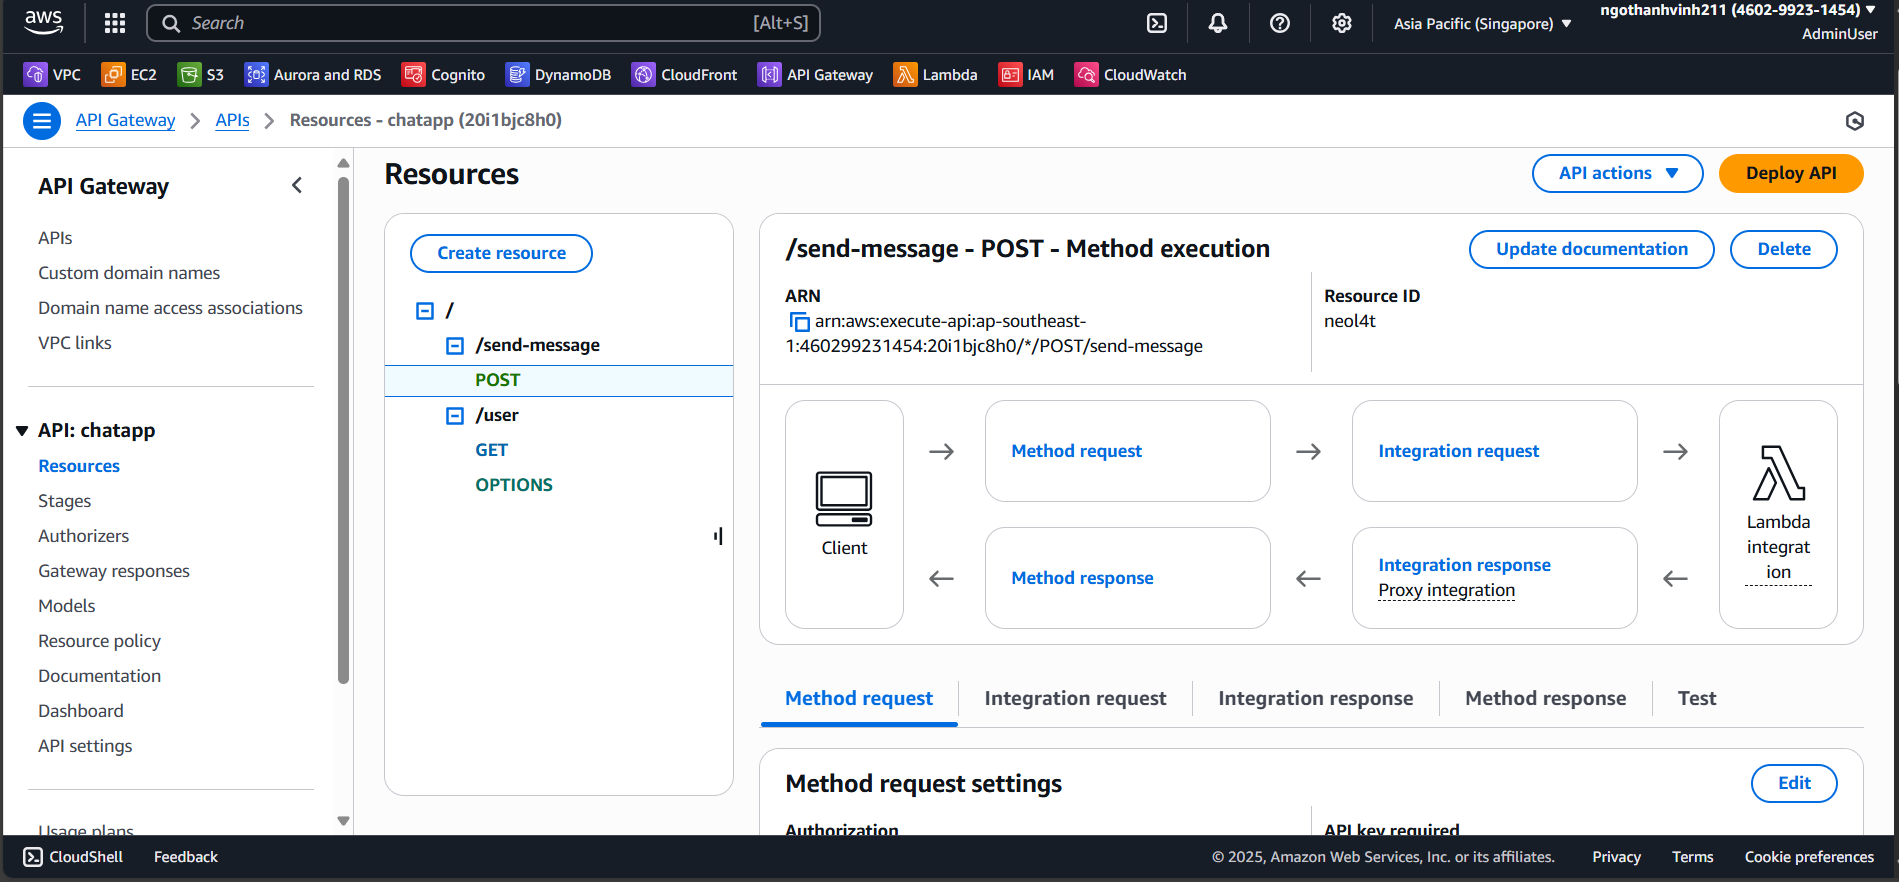 aws
Search [Alt+S]
Asia Pacific (Singapore)
ngothanhvinh211 (4602-9923-1454)
AdminUser
VPC EC2 S3 Aurora and RDS Cognito DynamoDB CloudFront API Gateway Lambda IAM CloudWatch
API Gateway > APIs > Resources - chatapp (20i1bjc8h0)
API Gateway
APIs
Custom domain names
Domain name access associations
VPC links
API: chatapp
Resources
Stages
Authorizers
Gateway responses
Models
Resource policy
Documentation
Dashboard
API settings
Usage plans
Resources
API actions
Deploy API
Create resource
/
/send-message
POST
/user
GET
OPTIONS
/send-message - POST - Method execution
Update documentation
Delete
ARN
arn:aws:execute-api:ap-southeast-
1:460299231454:20i1bjc8h0/*/POST/send-message
Resource ID
neol4t
Client
Method request
Integration request
Method response
Integration response
Proxy integration
Lambda
integrat
ion
Method request Integration request Integration response Method response Test
Method request settings
Edit
Authorization
API key required
CloudShell Feedback
© 2025, Amazon Web Services, Inc. or its affiliates. Privacy Terms Cookie preferences